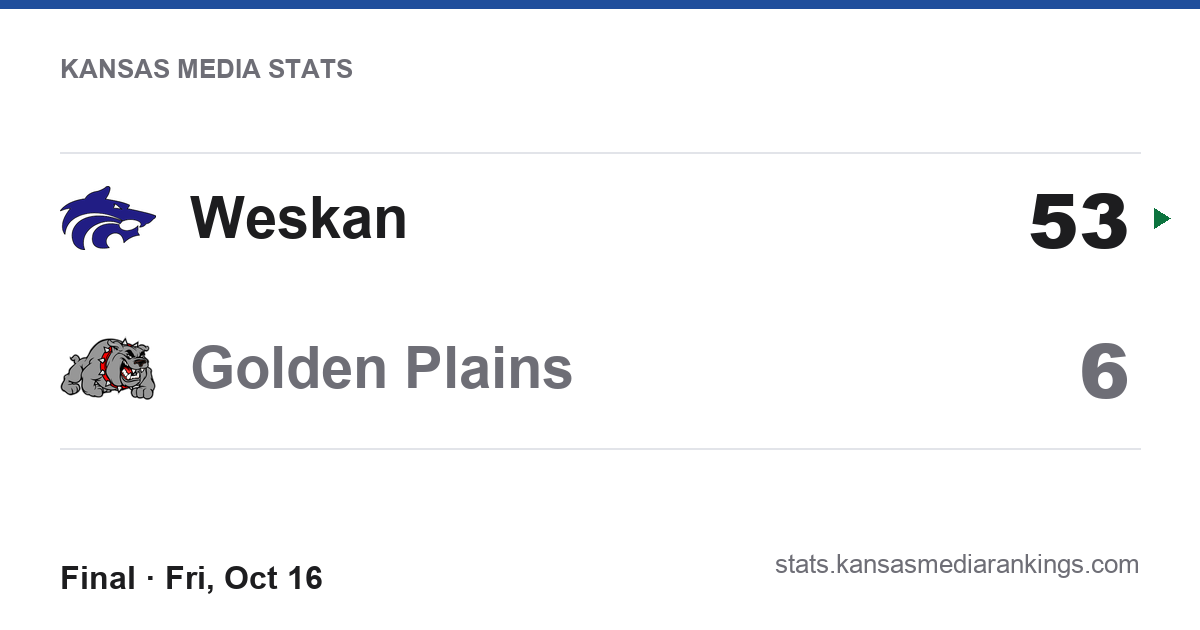 KANSAS MEDIA STATS
Weskan 53
Golden Plains 6
Final · Fri, Oct 16
stats.kansasmediarankings.com